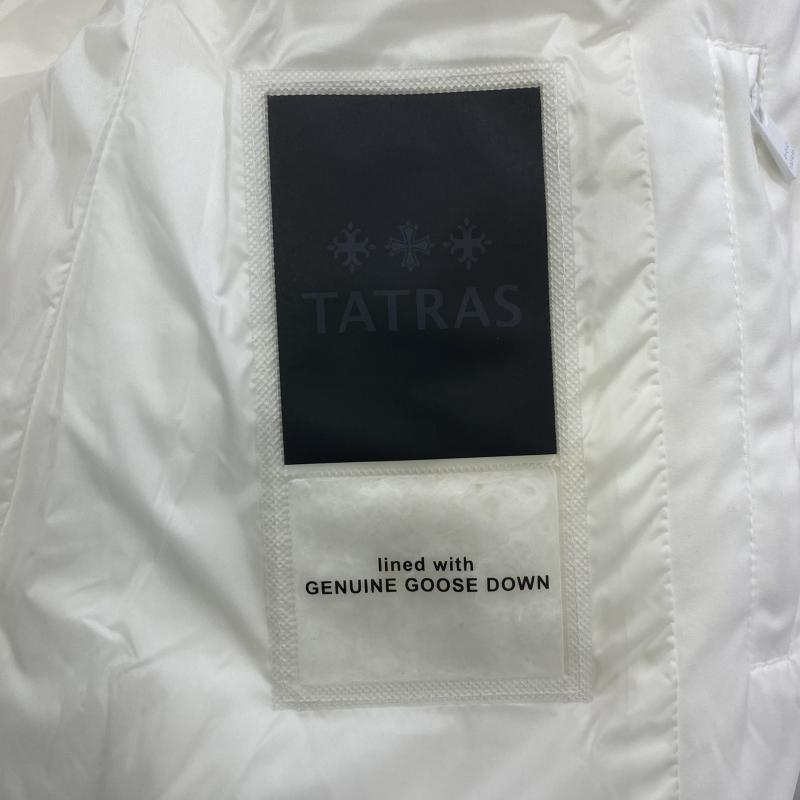 TATRAS
lined with
GENUINE GOOSE DOWN